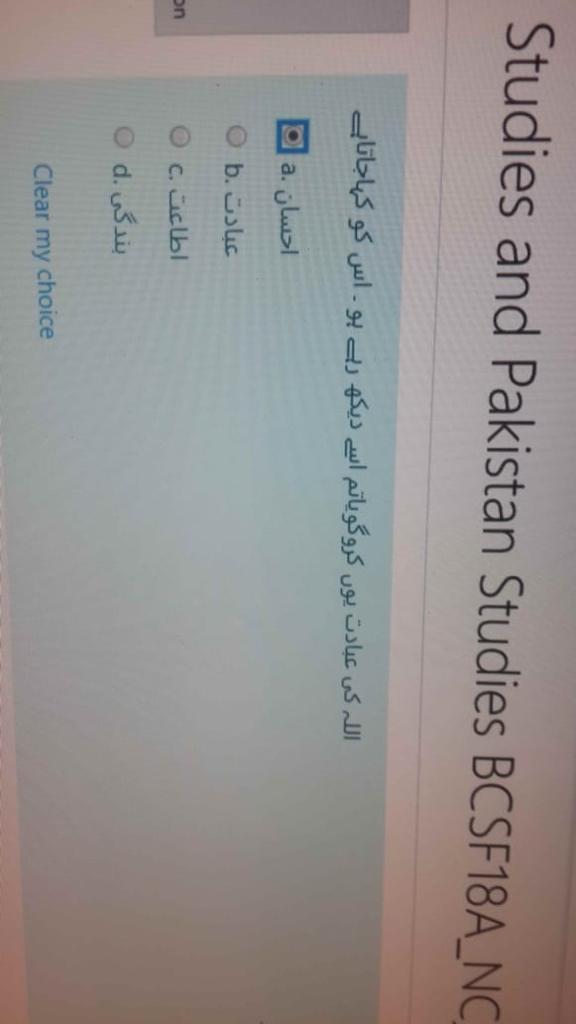 Studies and Pakistan Studies BCSF18A_NC
اللہ کی عبادت یوں کروگویاتم اسے دیکھ رہے ہو ۔ اس کو کہاجاتاہے
a. احسان
b. عبادت
c. اطاعت
d. بندگی
on
Clear my choice